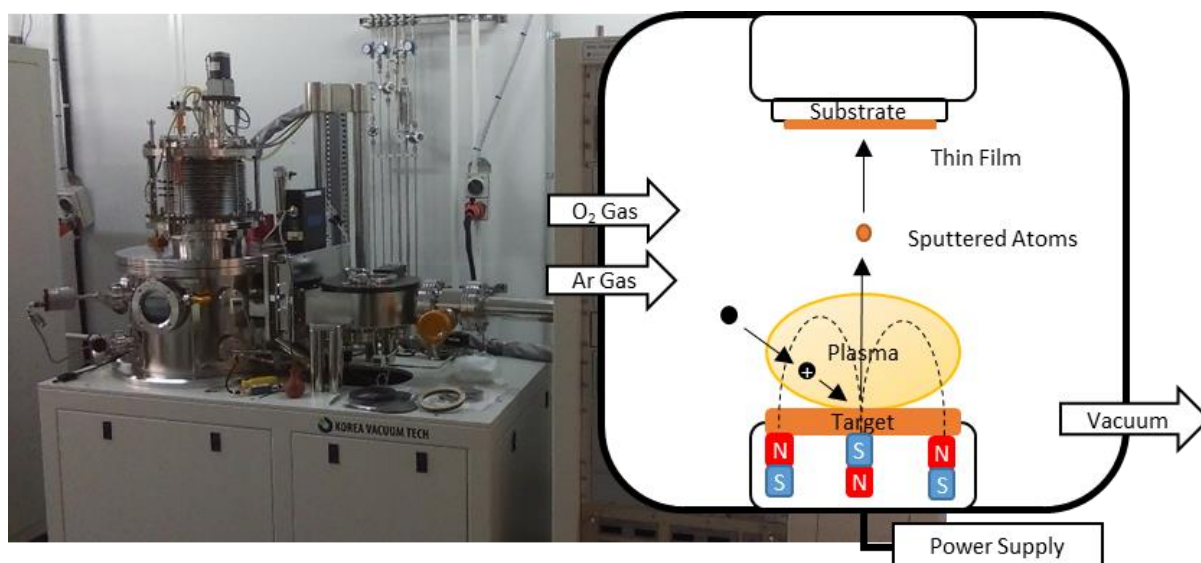 KOREA VACUUM TECH
Substrate
Thin Film
O₂ Gas
Sputtered Atoms
Ar Gas
Plasma
+
Target
Vacuum
N S N
S N S
Power Supply